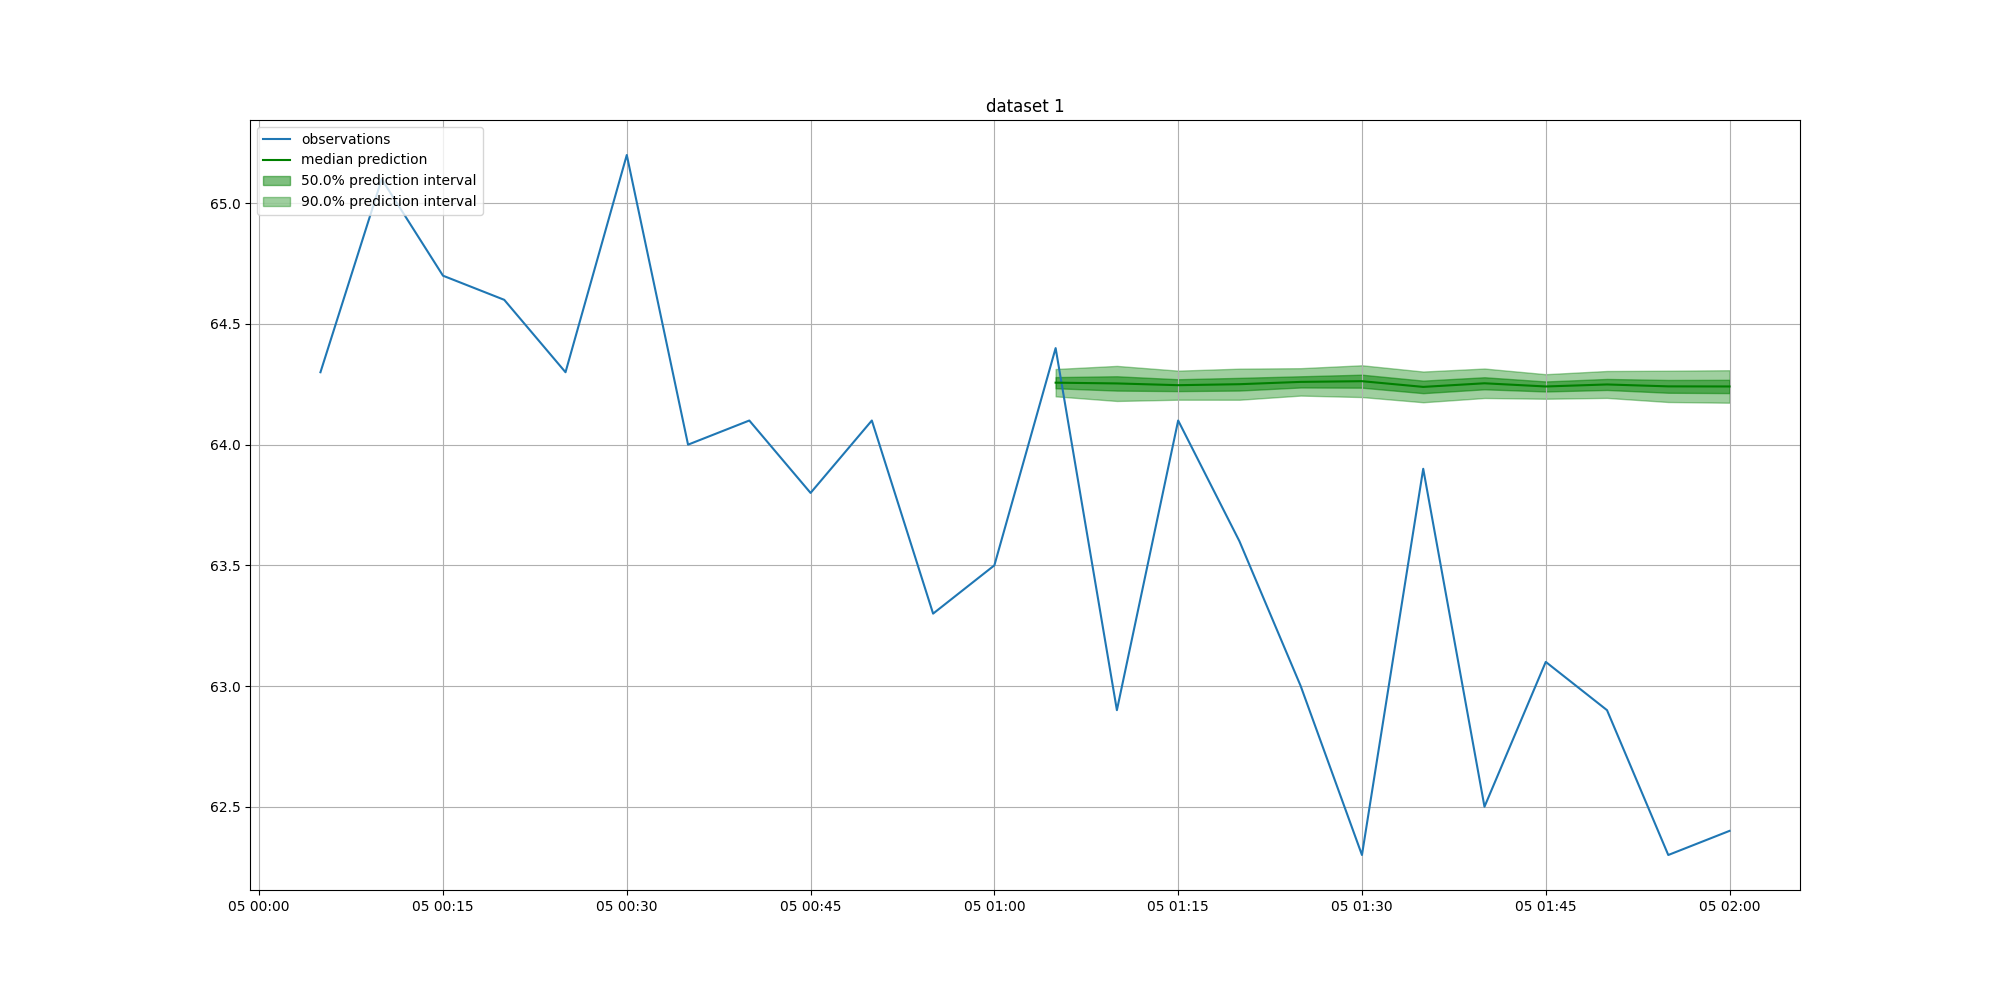 dataset 1
observations
median prediction
50.0% prediction interval
90.0% prediction interval
65.0
64.5
64.0
63.5
63.0
62.5
05 00:00 05 00:15 05 00:30 05 00:45 05 01:00 05 01:15 05 01:30 05 01:45 05 02:00